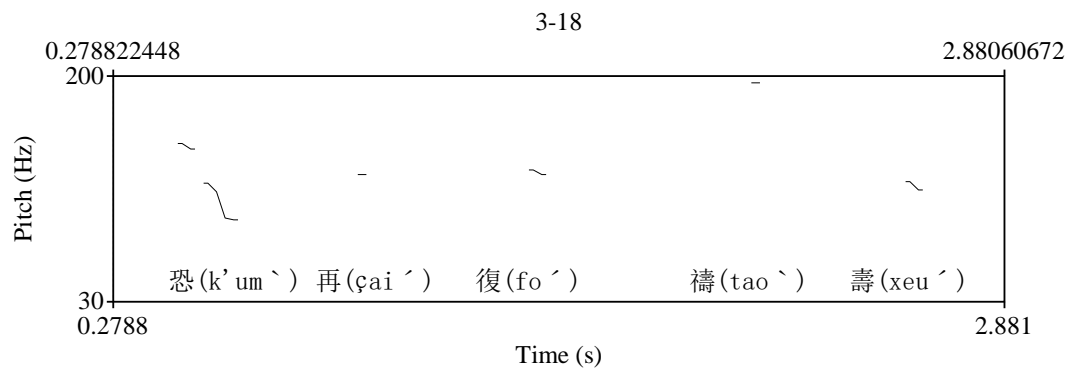 3-18
0.278822448 2.88060672
200
Pitch (Hz)
恐(k'um`) 再(çai´) 復(fo´) 禱(tao`) 壽(xeu´)
30
0.2788 2.881
Time (s)